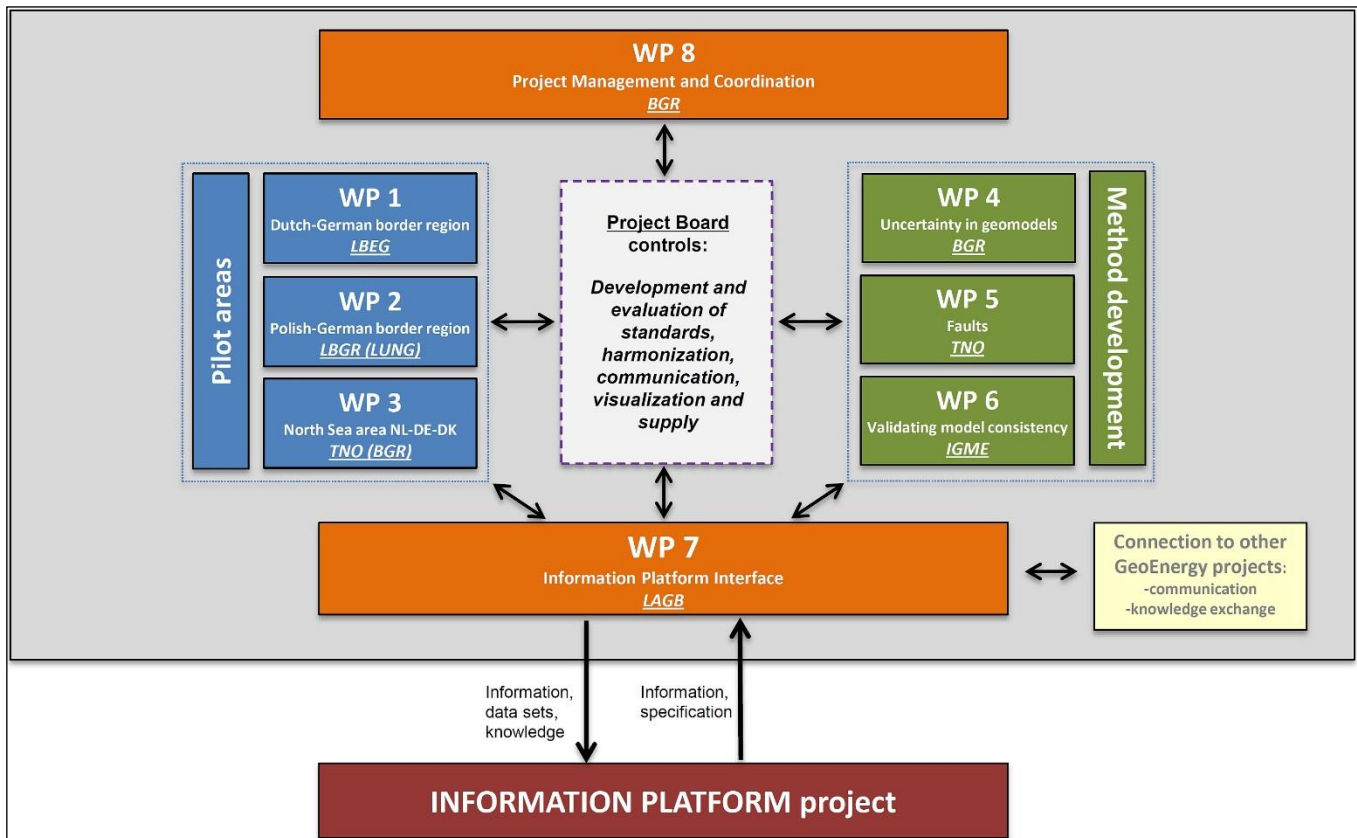 WP 8
Project Management and Coordination
BGR
Pilot areas
WP 1
Dutch-German border region
LBEG
WP 2
Polish-German border region
LBGR (LUNG)
WP 3
North Sea area NL-DE-DK
TNO (BGR)
Project Board
controls:
Development and
evaluation of
standards,
harmonization,
communication,
visualization and
supply
WP 4
Uncertainty in geomodels
BGR
WP 5
Faults
TNO
WP 6
Validating model consistency
IGME
Method development
WP 7
Information Platform Interface
LAGB
Connection to other
GeoEnergy projects:
-communication
-knowledge exchange
Information,
data sets,
knowledge
Information,
specification
INFORMATION PLATFORM project